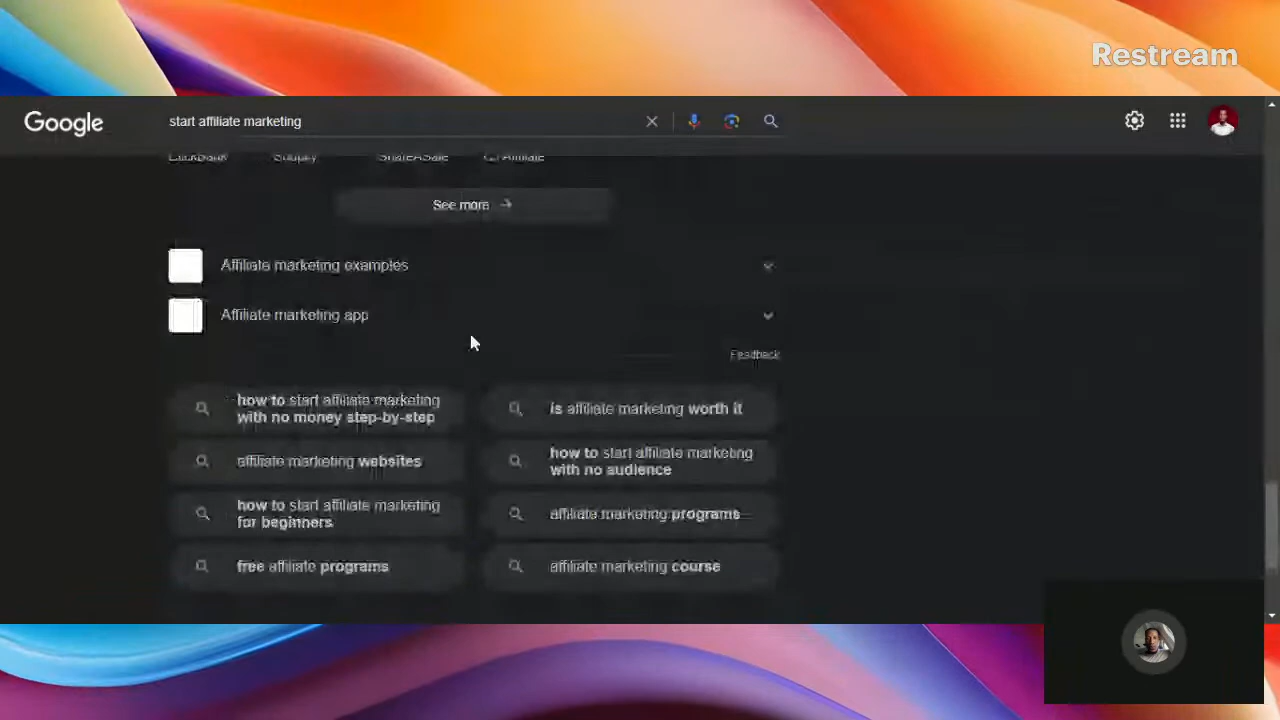 Restream
Google
start affiliate marketing
ShareASale
See more
Affiliate marketing examples
Affiliate marketing app
Feedback
how to start affiliate marketing
with no money step-by-step
is affiliate marketing worth it
affiliate marketing websites
how to start affiliate marketing
with no audience
how to start affiliate marketing
for beginners
affiliate marketing programs
free affiliate programs
affiliate marketing course